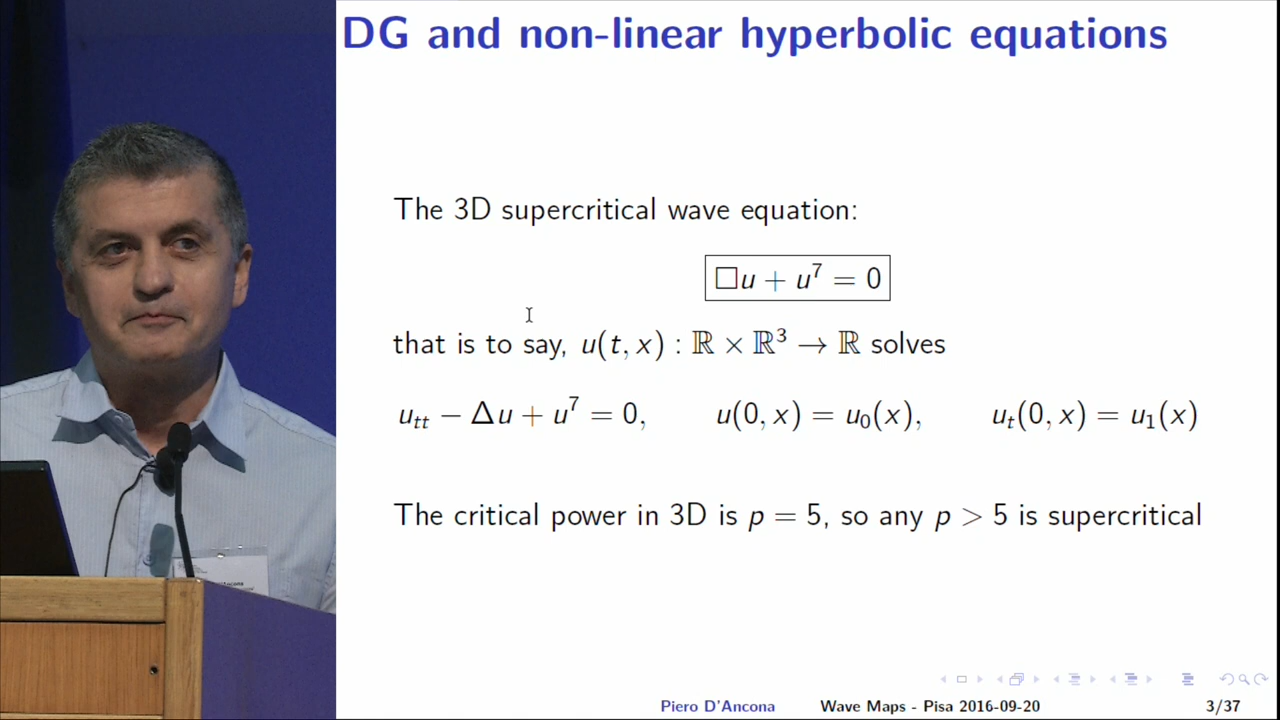 DG and non-linear hyperbolic equations
The 3D supercritical wave equation:
□u + u⁷ = 0
that is to say, u(t, x) : ℝ × ℝ³ → ℝ solves
uₜₜ − Δu + u⁷ = 0, u(0, x) = u₀(x), uₜ(0, x) = u₁(x)
The critical power in 3D is p = 5, so any p > 5 is supercritical
Piero D'Ancona Wave Maps - Pisa 2016-09-20 3/37